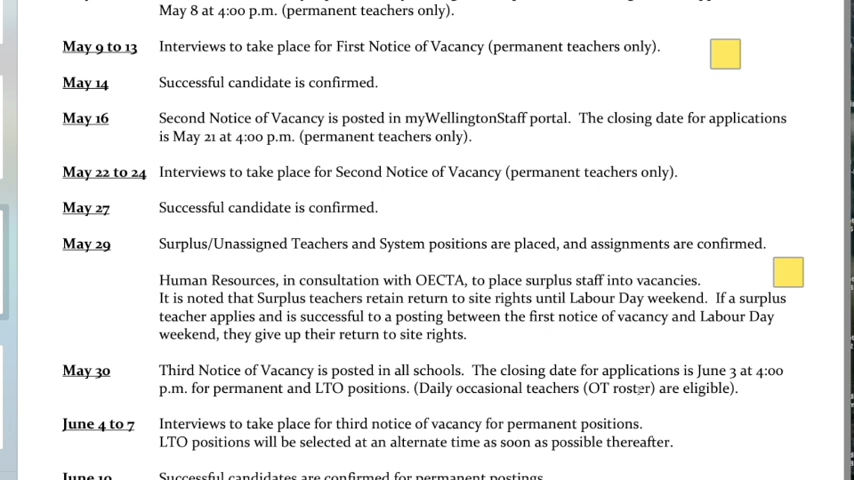 May 8 at 4:00 p.m. (permanent teachers only).
May 9 to 13 Interviews to take place for First Notice of Vacancy (permanent teachers only).
May 14 Successful candidate is confirmed.
May 16 Second Notice of Vacancy is posted in myWellingtonStaff portal. The closing date for applications
is May 21 at 4:00 p.m. (permanent teachers only).
May 22 to 24 Interviews to take place for Second Notice of Vacancy (permanent teachers only).
May 27 Successful candidate is confirmed.
May 29 Surplus/Unassigned Teachers and System positions are placed, and assignments are confirmed.
Human Resources, in consultation with OECTA, to place surplus staff into vacancies.
It is noted that Surplus teachers retain return to site rights until Labour Day weekend. If a surplus
teacher applies and is successful to a posting between the first notice of vacancy and Labour Day
weekend, they give up their return to site rights.
May 30 Third Notice of Vacancy is posted in all schools. The closing date for applications is June 3 at 4:00
p.m. for permanent and LTO positions. (Daily occasional teachers (OT roster) are eligible).
June 4 to 7 Interviews to take place for third notice of vacancy for permanent positions.
LTO positions will be selected at an alternate time as soon as possible thereafter.
June 10 Successful candidates are confirmed for permanent postings.